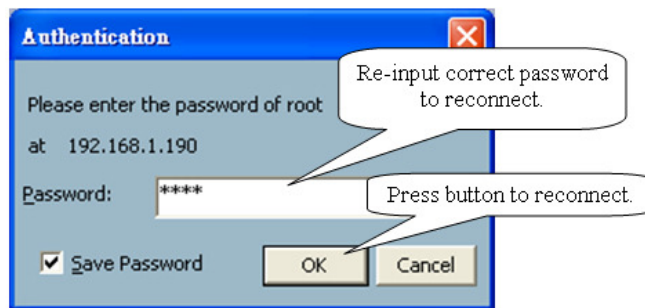 Authentication
Re-input correct password
to reconnect.
Please enter the password of root
at 192.168.1.190
Password: ****
Press button to reconnect.
Save Password
OK
Cancel